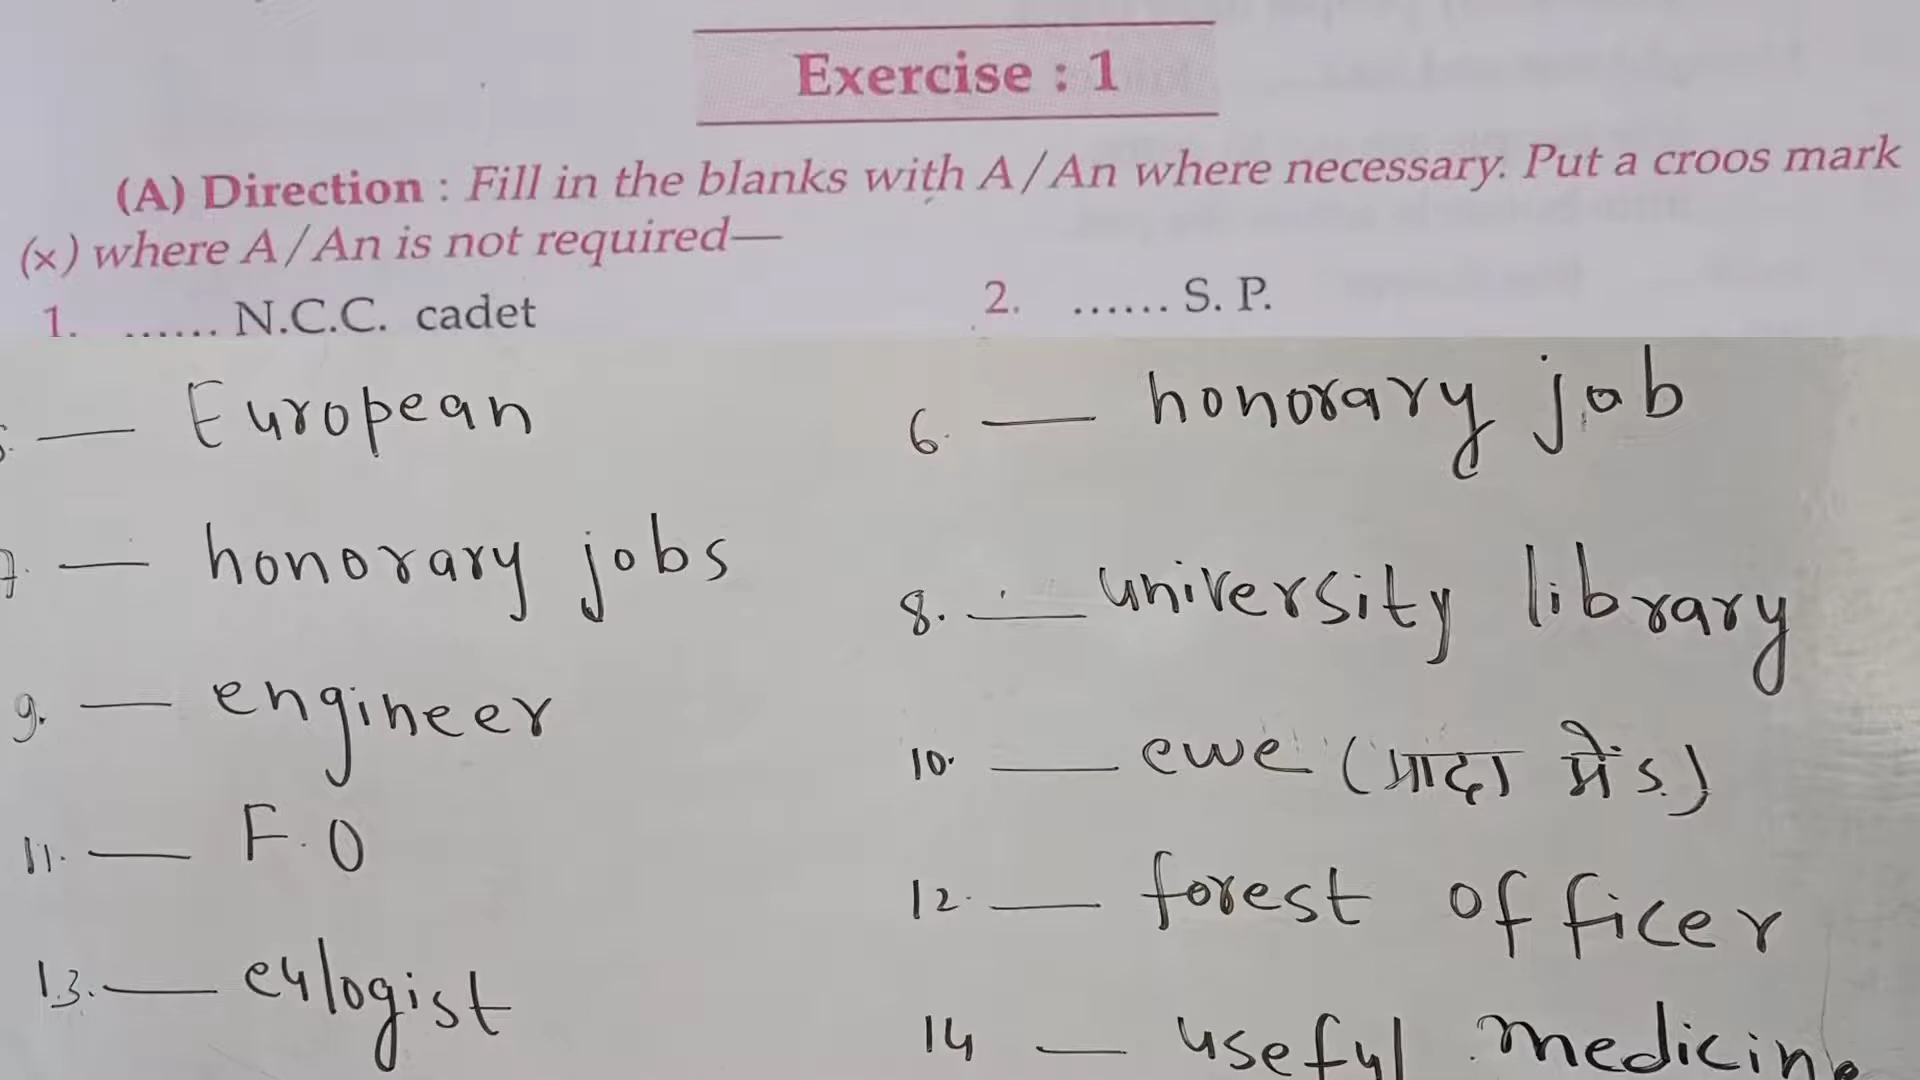 Exercise : 1
(A) Direction : Fill in the blanks with A/An where necessary. Put a croos mark
(x) where A/An is not required—
1. ...... N.C.C. cadet
2. ...... S. P.
5. — European
6. — honorary job
7. — honorary jobs
8. — university library
9. — engineer
10. — ewe (मादा भेंड)
11. — F.O
12. — forest officer
13. — eulogist
14 — useful medicine